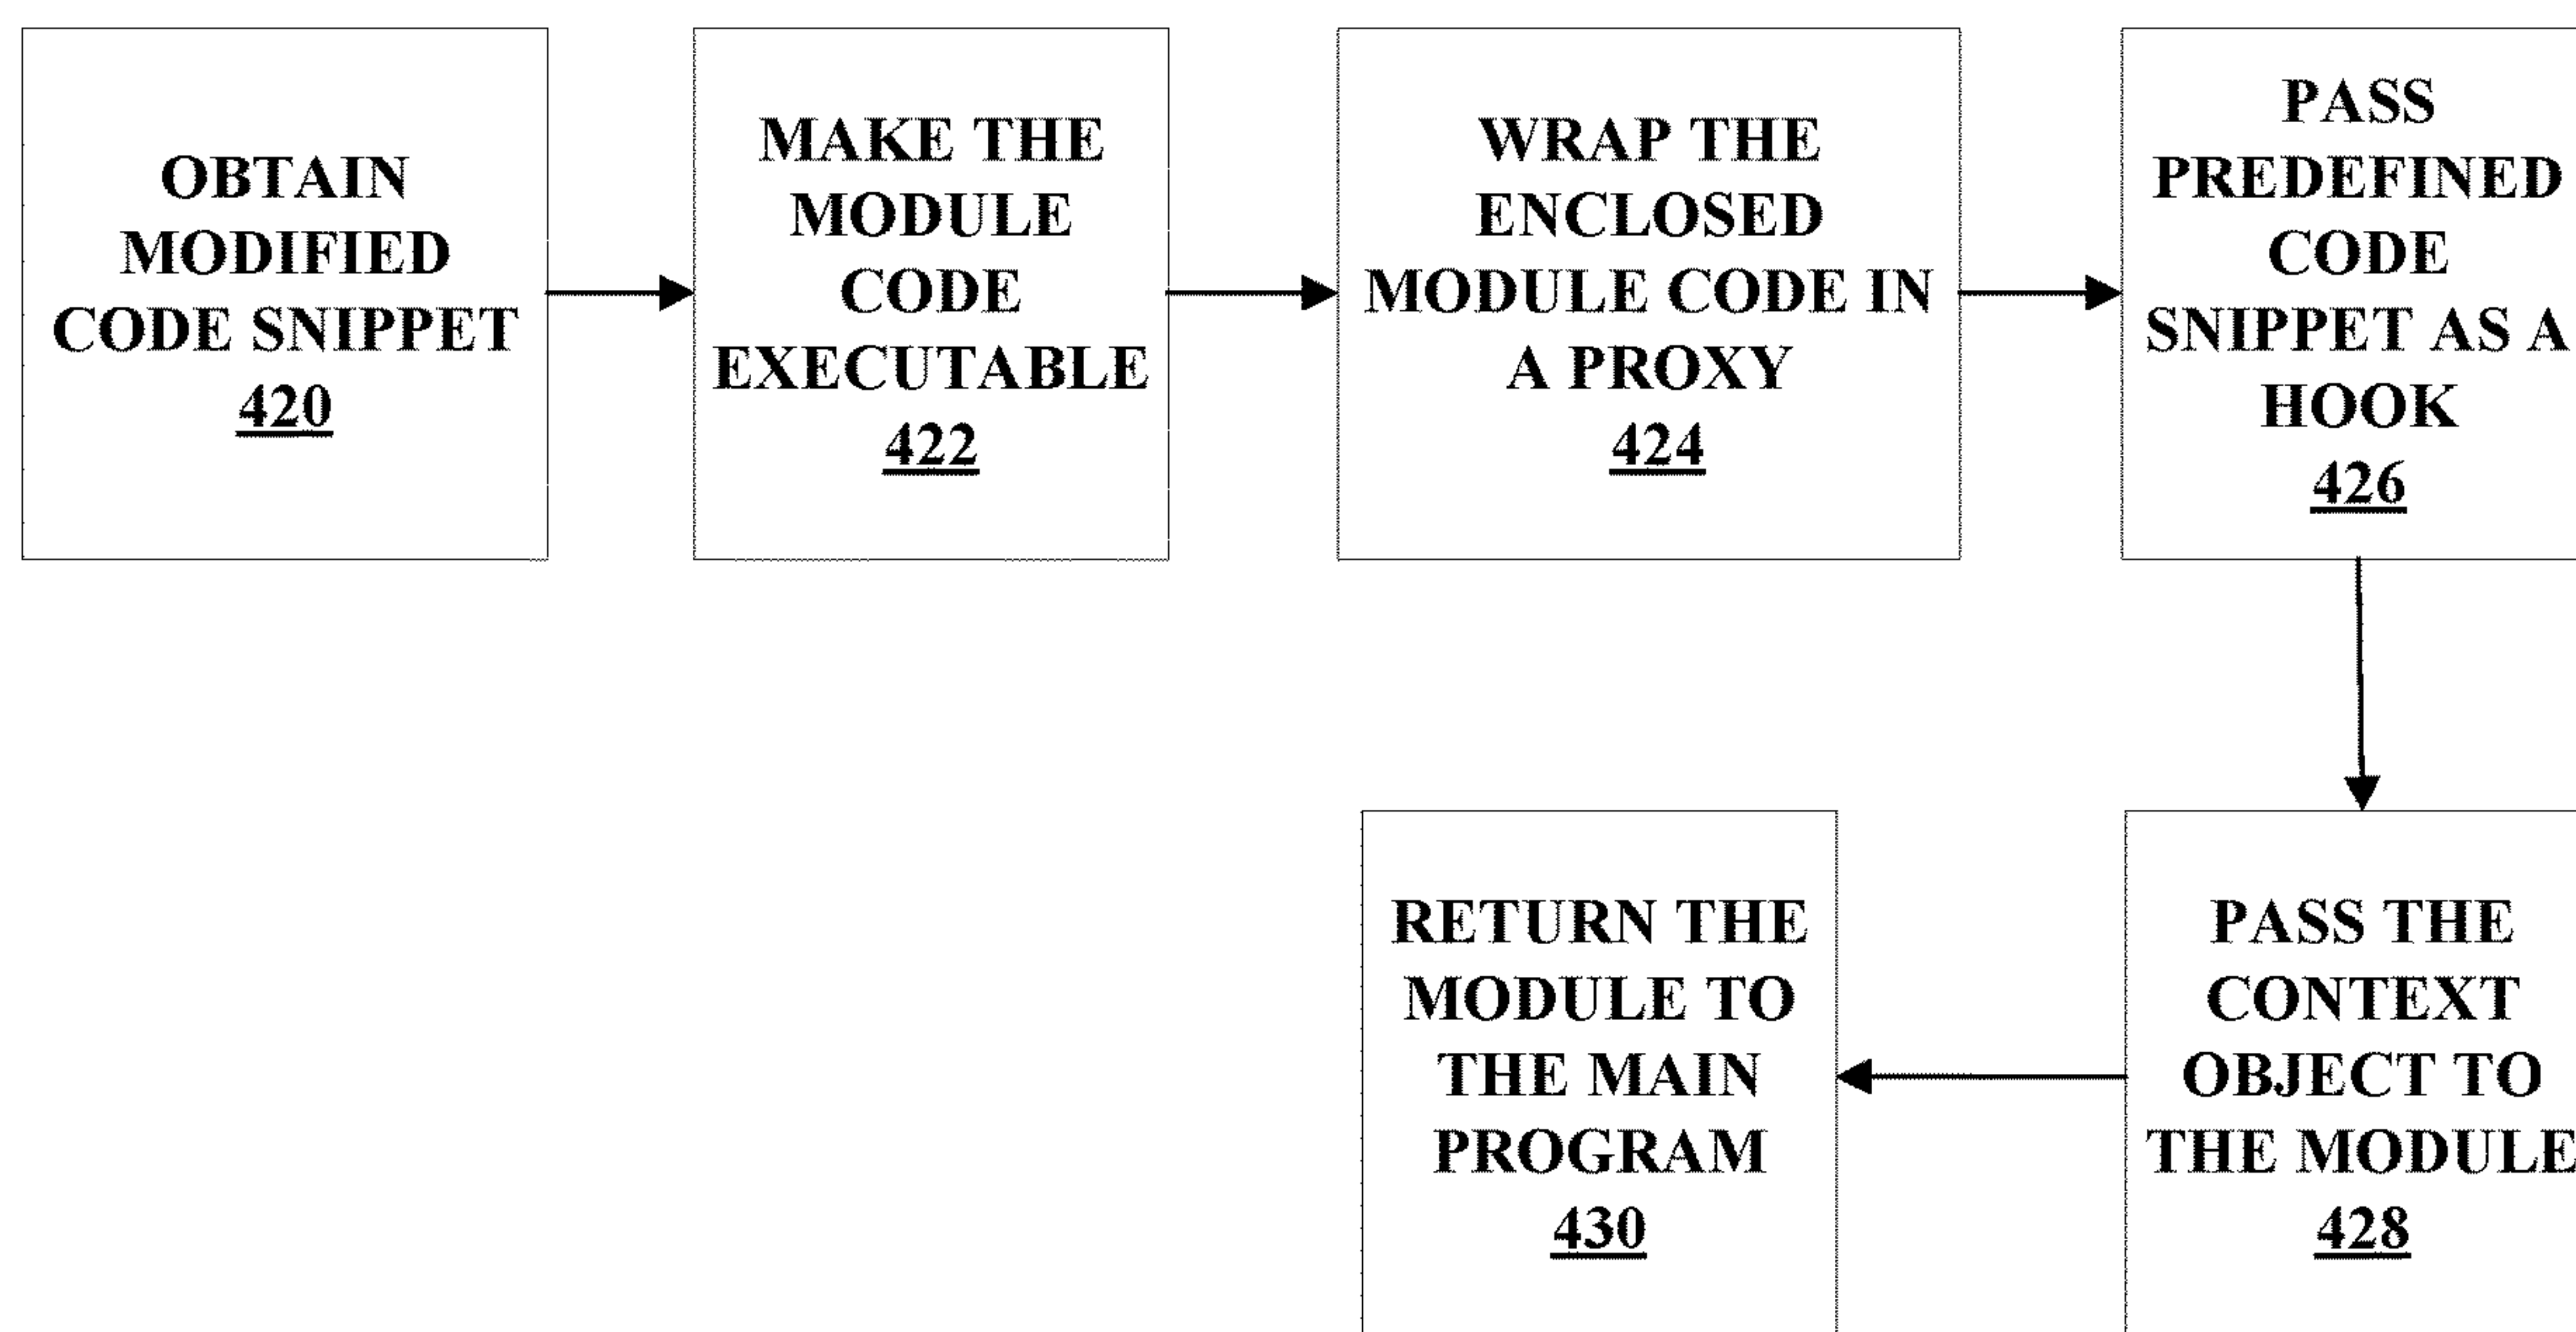 OBTAIN
MODIFIED
CODE SNIPPET
420
MAKE THE
MODULE
CODE
EXECUTABLE
422
WRAP THE
ENCLOSED
MODULE CODE IN
A PROXY
424
PASS
PREDEFINED
CODE
SNIPPET AS A
HOOK
426
PASS THE
CONTEXT
OBJECT TO
THE MODULE
428
RETURN THE
MODULE TO
THE MAIN
PROGRAM
430